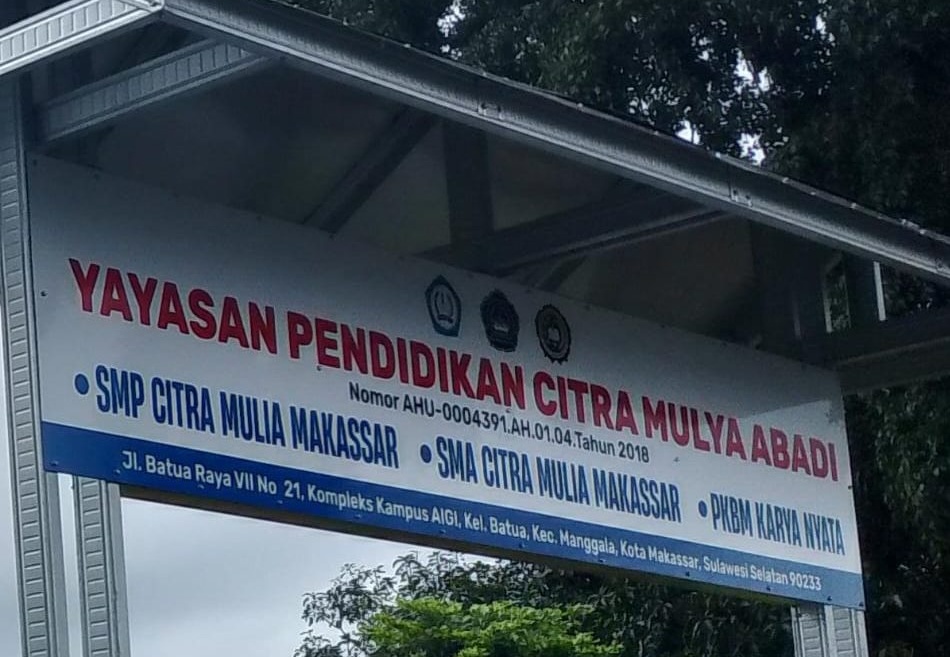 YAYASAN PENDIDIKAN CITRA MULYA ABADI
Nomor AHU-0004391.AH.01.04.Tahun 2018
• SMP CITRA MULIA MAKASSAR • SMA CITRA MULIA MAKASSAR • PKBM KARYA NYATA
Jl. Batua Raya VII No 21, Kompleks Kampus AIGI, Kel. Batua, Kec. Manggala, Kota Makassar, Sulawesi Selatan 90233